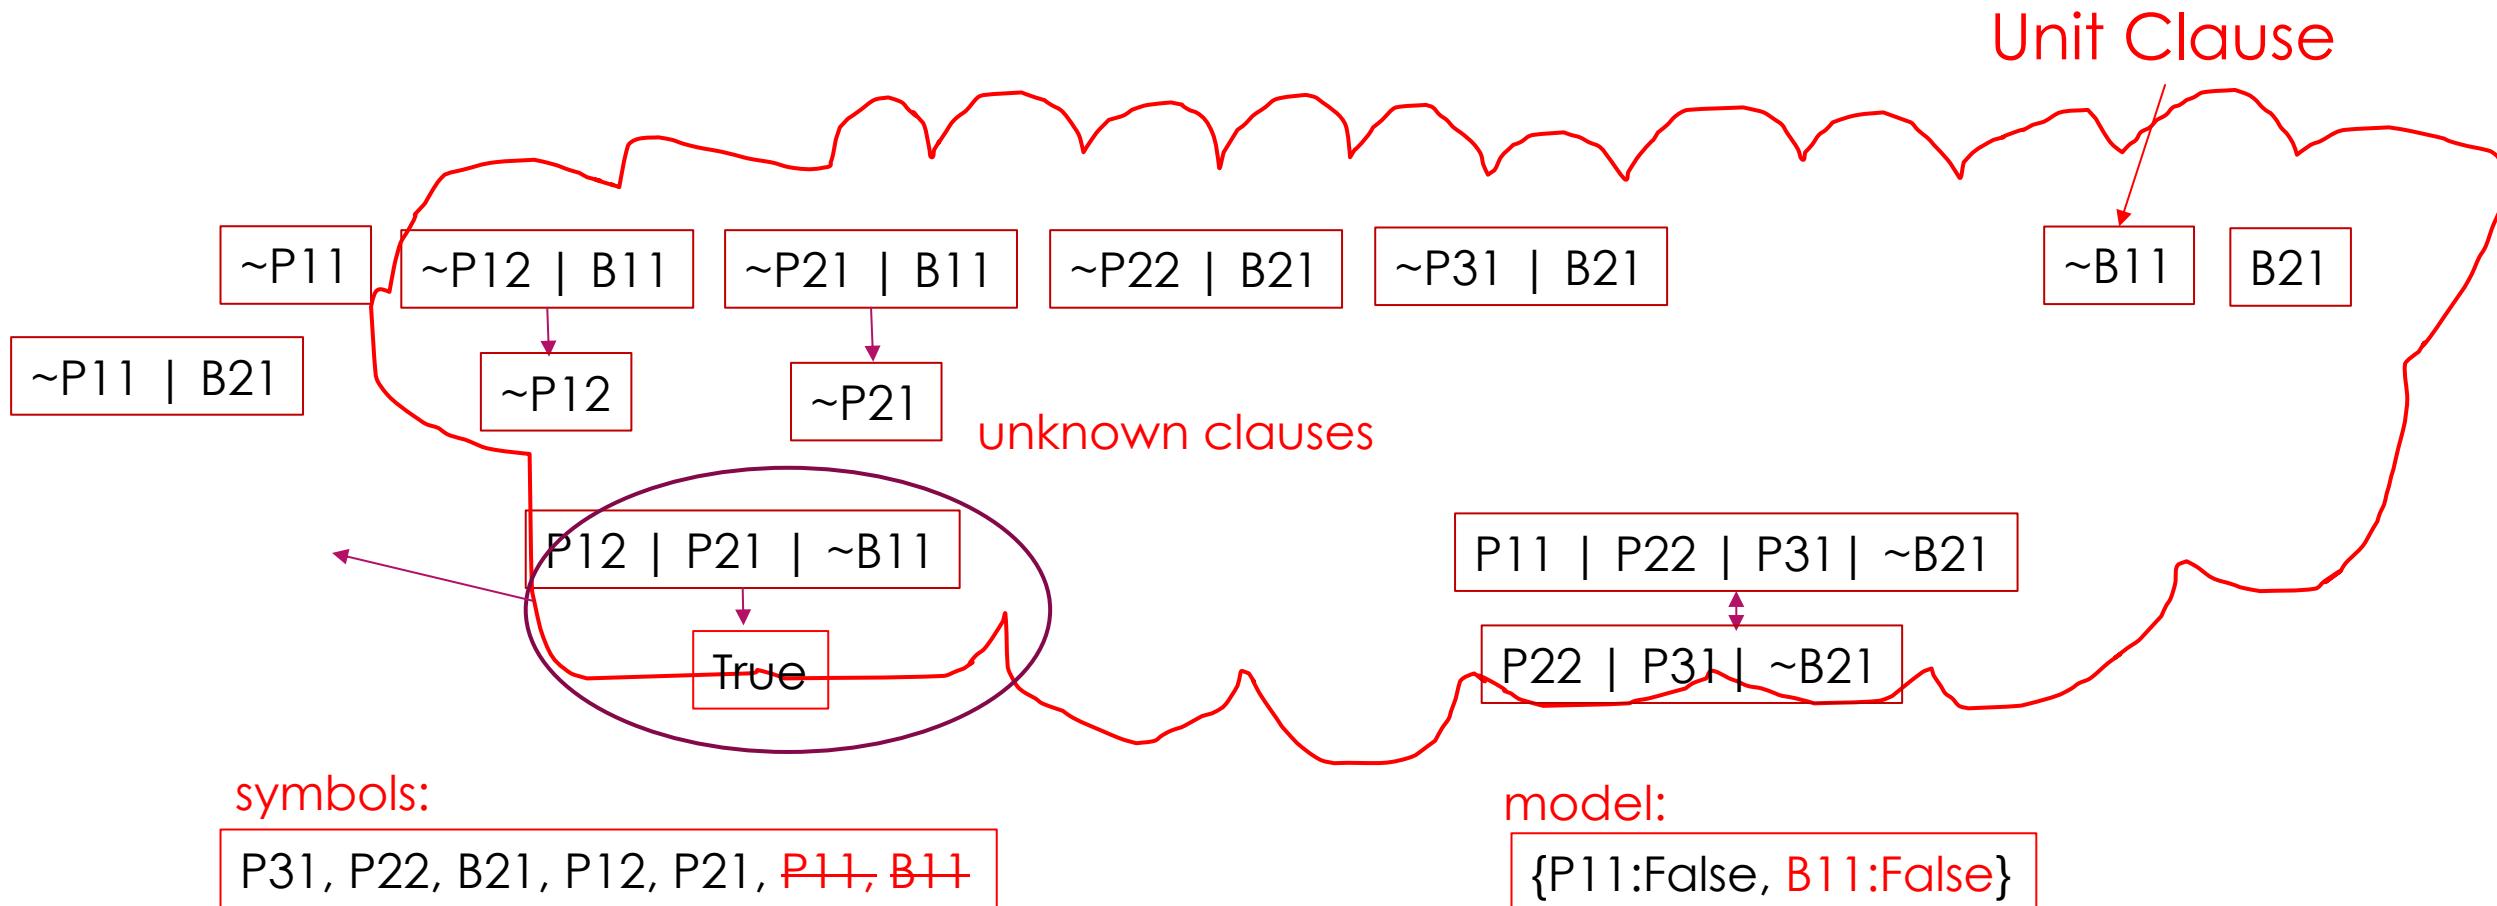 Unit Clause
~P11
~P12 | B11
~P21 | B11
~P22 | B21
~P31 | B21
~B11
B21
~P11 | B21
~P12
~P21
unknown clauses
P12 | P21 | ~B11
P11 | P22 | P31| ~B21
True
P22 | P31| ~B21
symbols:
model:
P31, P22, B21, P12, P21, P11, B11
{P11:False, B11:False}